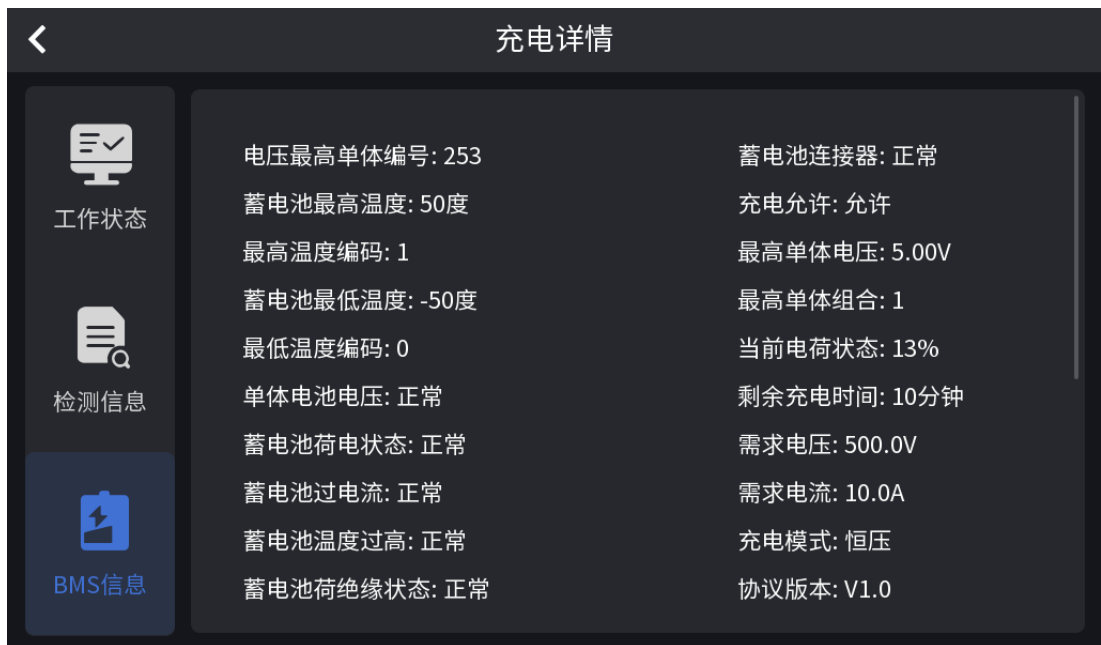 充电详情
工作状态
检测信息
BMS信息
电压最高单体编号: 253
蓄电池最高温度: 50度
最高温度编码: 1
蓄电池最低温度: -50度
最低温度编码: 0
单体电池电压: 正常
蓄电池荷电状态: 正常
蓄电池过电流: 正常
蓄电池温度过高: 正常
蓄电池荷绝缘状态: 正常
蓄电池连接器: 正常
充电允许: 允许
最高单体电压: 5.00V
最高单体组合: 1
当前电荷状态: 13%
剩余充电时间: 10分钟
需求电压: 500.0V
需求电流: 10.0A
充电模式: 恒压
协议版本: V1.0